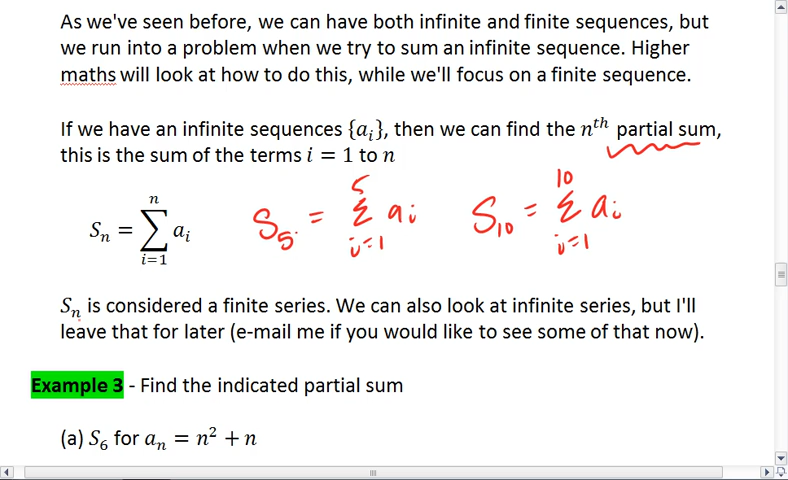 As we've seen before, we can have both infinite and finite sequences, but
we run into a problem when we try to sum an infinite sequence. Higher
maths will look at how to do this, while we'll focus on a finite sequence.
If we have an infinite sequences {aᵢ}, then we can find the nᵗʰ partial sum,
this is the sum of the terms i = 1 to n
Sₙ = ∑ᵢ₌₁ⁿ aᵢ S₅ = ∑ᵢ₌₁⁵ aᵢ S₁₀ = ∑ᵢ₌₁¹⁰ aᵢ
Sₙ is considered a finite series. We can also look at infinite series, but I'll
leave that for later (e-mail me if you would like to see some of that now).
Example 3 - Find the indicated partial sum
(a) S₆ for aₙ = n² + n